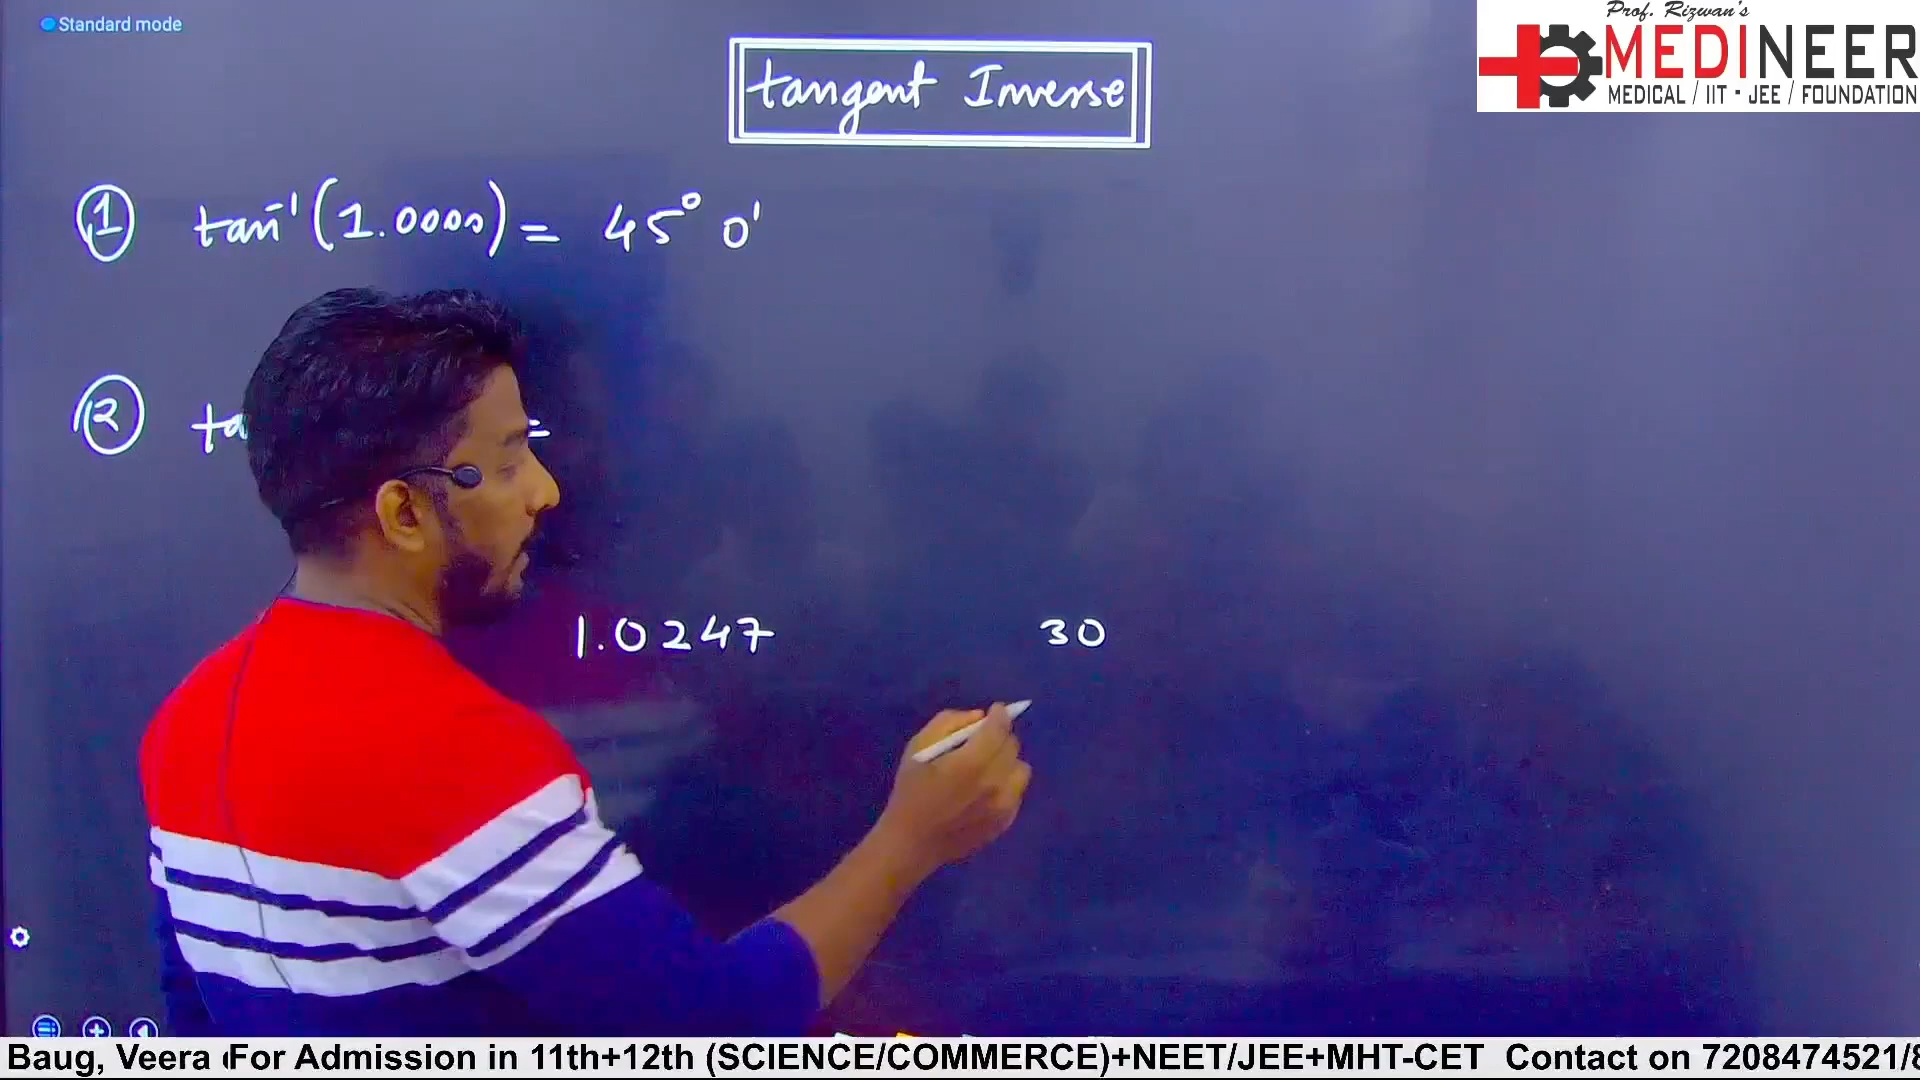 Standard mode
Prof. Rizwan's
MEDINEER
MEDICAL / IIT - JEE / FOUNDATION
tangent Inverse
1 tan⁻¹(1.0000) = 45° 0'
2 =
1.0247 30
Baug, Veera For Admission in 11th+12th (SCIENCE/COMMERCE)+NEET/JEE+MHT-CET Contact on 7208474521/8